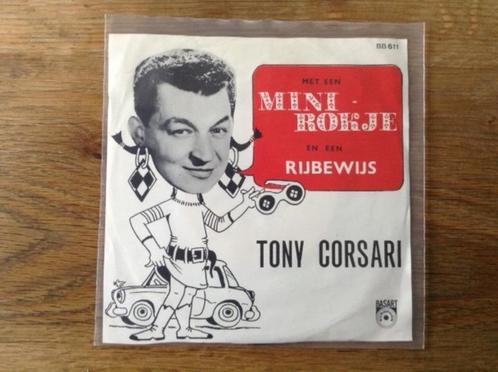 BB 611
MET EEN
MINI-
ROKJE
EN EEN
RIJBEWIJS
TONY CORSARI
BASART